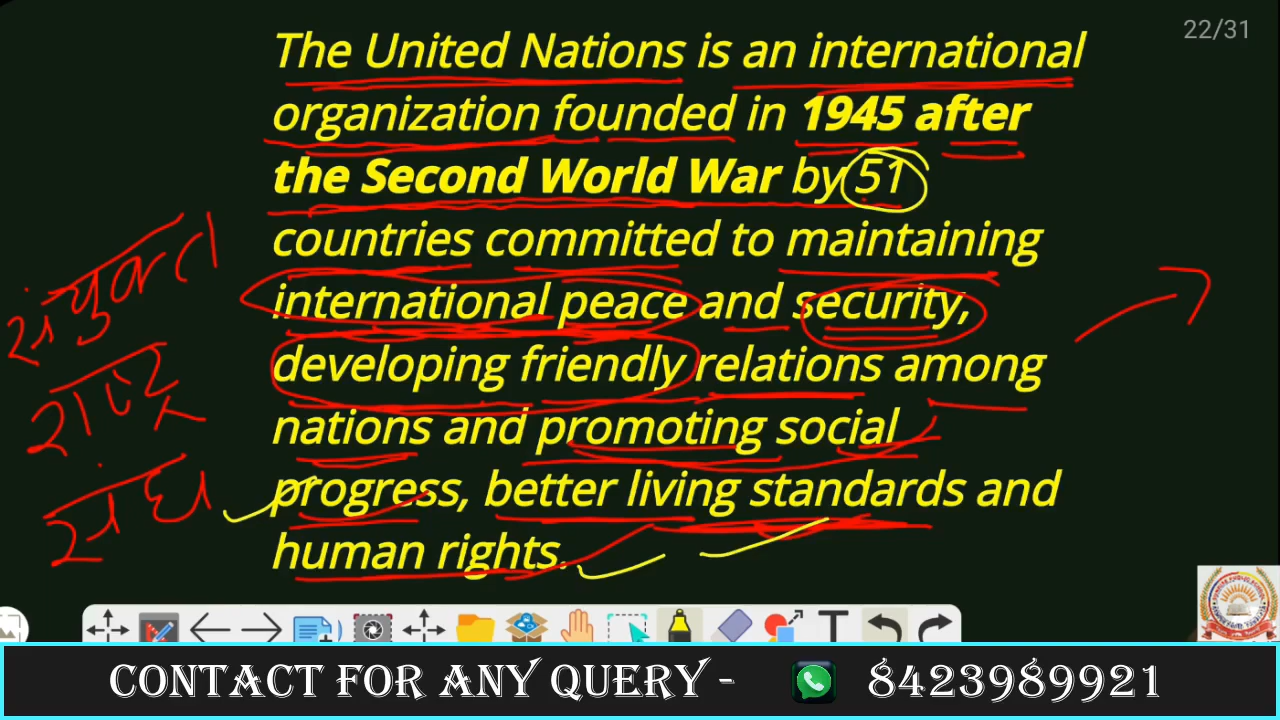 22/31
The United Nations is an international
organization founded in 1945 after
the Second World War by 51
countries committed to maintaining
international peace and security,
developing friendly relations among
nations and promoting social
progress, better living standards and
human rights.
संयुक्त
राष्ट्र
संघ
T
CONTACT FOR ANY QUERY - 8423989921